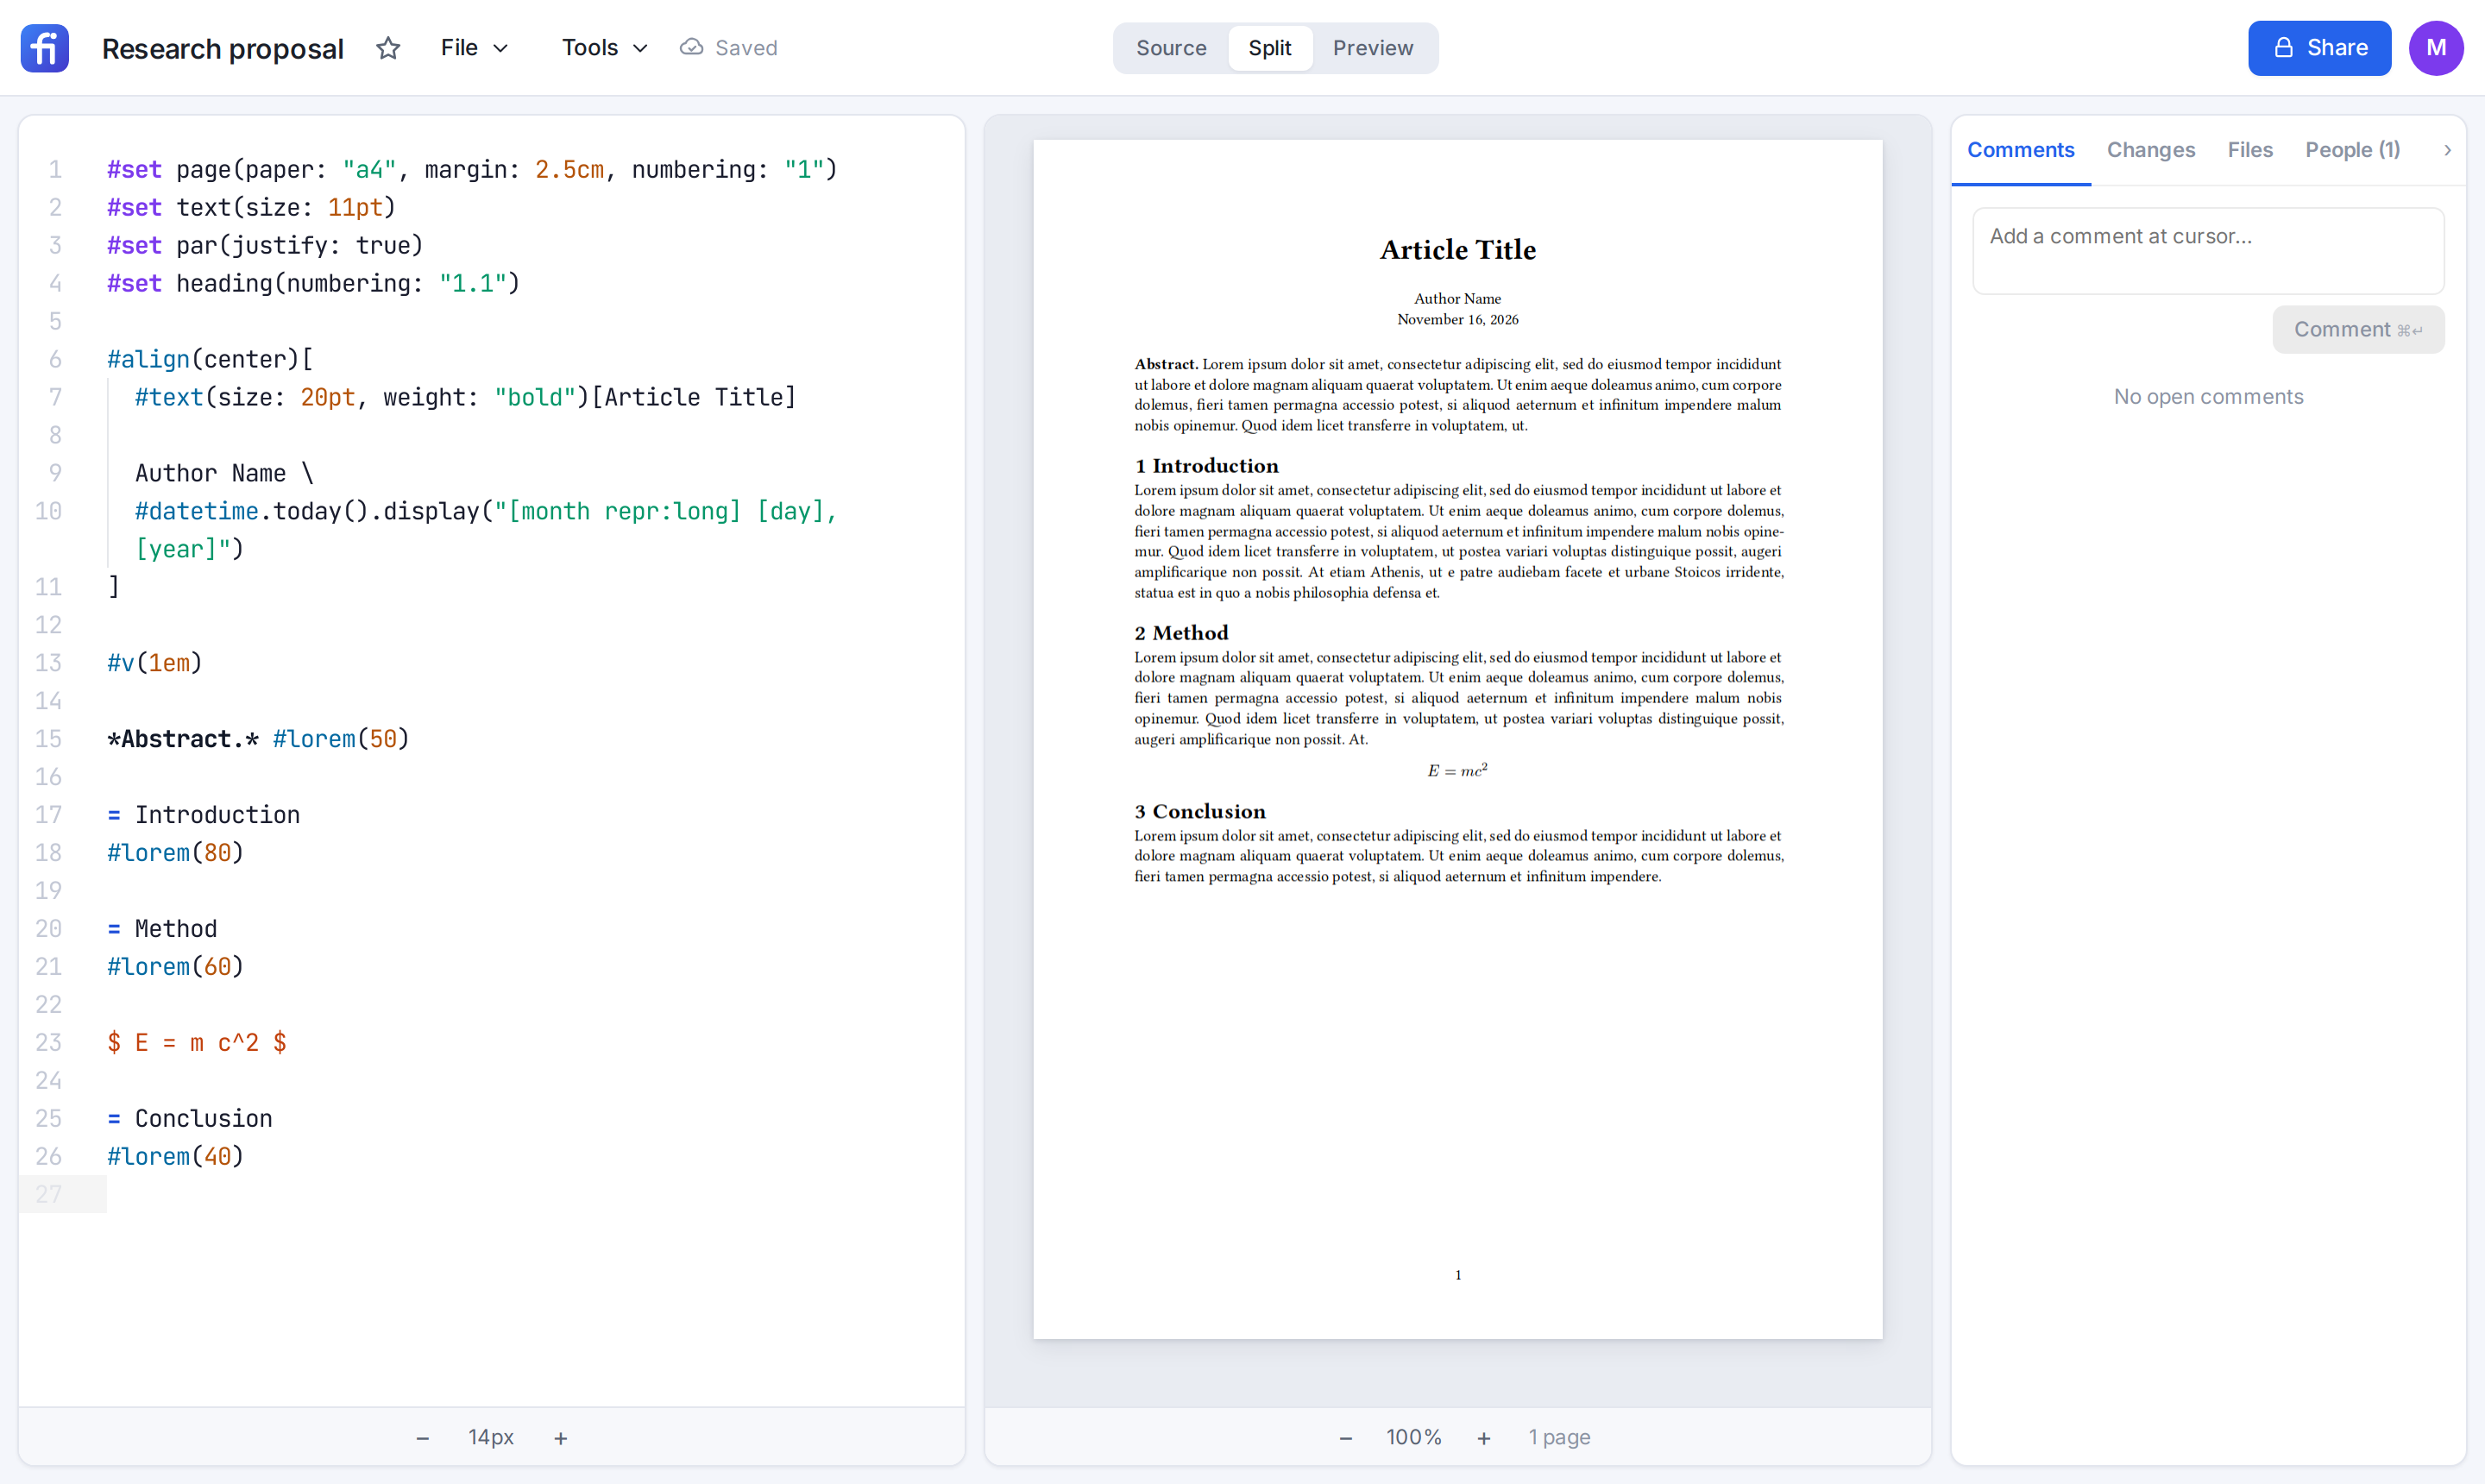 fi Research proposal File Tools Saved Source Split Preview Share M
1 #set page(paper: "a4", margin: 2.5cm, numbering: "1")
2 #set text(size: 11pt)
3 #set par(justify: true)
4 #set heading(numbering: "1.1")
5
6 #align(center)[
7 #text(size: 20pt, weight: "bold")[Article Title]
8
9 Author Name \
10 #datetime.today().display("[month repr:long] [day],
[year]")
11 ]
12
13 #v(1em)
14
15 *Abstract.* #lorem(50)
16
17 = Introduction
18 #lorem(80)
19
20 = Method
21 #lorem(60)
22
23 $ E = m c^2 $
24
25 = Conclusion
26 #lorem(40)
27
− 14px +
Article Title
Author Name
November 16, 2026
Abstract. Lorem ipsum dolor sit amet, consectetur adipiscing elit, sed do eiusmod tempor incididunt
ut labore et dolore magnam aliquam quaerat voluptatem. Ut enim aeque doleamus animo, cum corpore
dolemus, fieri tamen permagna accessio potest, si aliquod aeternum et infinitum impendere malum
nobis opinemur. Quod idem licet transferre in voluptatem, ut.
1 Introduction
Lorem ipsum dolor sit amet, consectetur adipiscing elit, sed do eiusmod tempor incididunt ut labore et
dolore magnam aliquam quaerat voluptatem. Ut enim aeque doleamus animo, cum corpore dolemus,
fieri tamen permagna accessio potest, si aliquod aeternum et infinitum impendere malum nobis opine-
mur. Quod idem licet transferre in voluptatem, ut postea variari voluptas distinguique possit, augeri
amplificarique non possit. At etiam Athenis, ut e patre audiebam facete et urbane Stoicos irridente,
statua est in quo a nobis philosophia defensa et.
2 Method
Lorem ipsum dolor sit amet, consectetur adipiscing elit, sed do eiusmod tempor incididunt ut labore et
dolore magnam aliquam quaerat voluptatem. Ut enim aeque doleamus animo, cum corpore dolemus,
fieri tamen permagna accessio potest, si aliquod aeternum et infinitum impendere malum nobis
opinemur. Quod idem licet transferre in voluptatem, ut postea variari voluptas distinguique possit,
augeri amplificarique non possit. At.
E = mc²
3 Conclusion
Lorem ipsum dolor sit amet, consectetur adipiscing elit, sed do eiusmod tempor incididunt ut labore et
dolore magnam aliquam quaerat voluptatem. Ut enim aeque doleamus animo, cum corpore dolemus,
fieri tamen permagna accessio potest, si aliquod aeternum et infinitum impendere.
1
− 100% + 1 page
Comments Changes Files People (1) ›
Add a comment at cursor...
Comment ⌘↵
No open comments